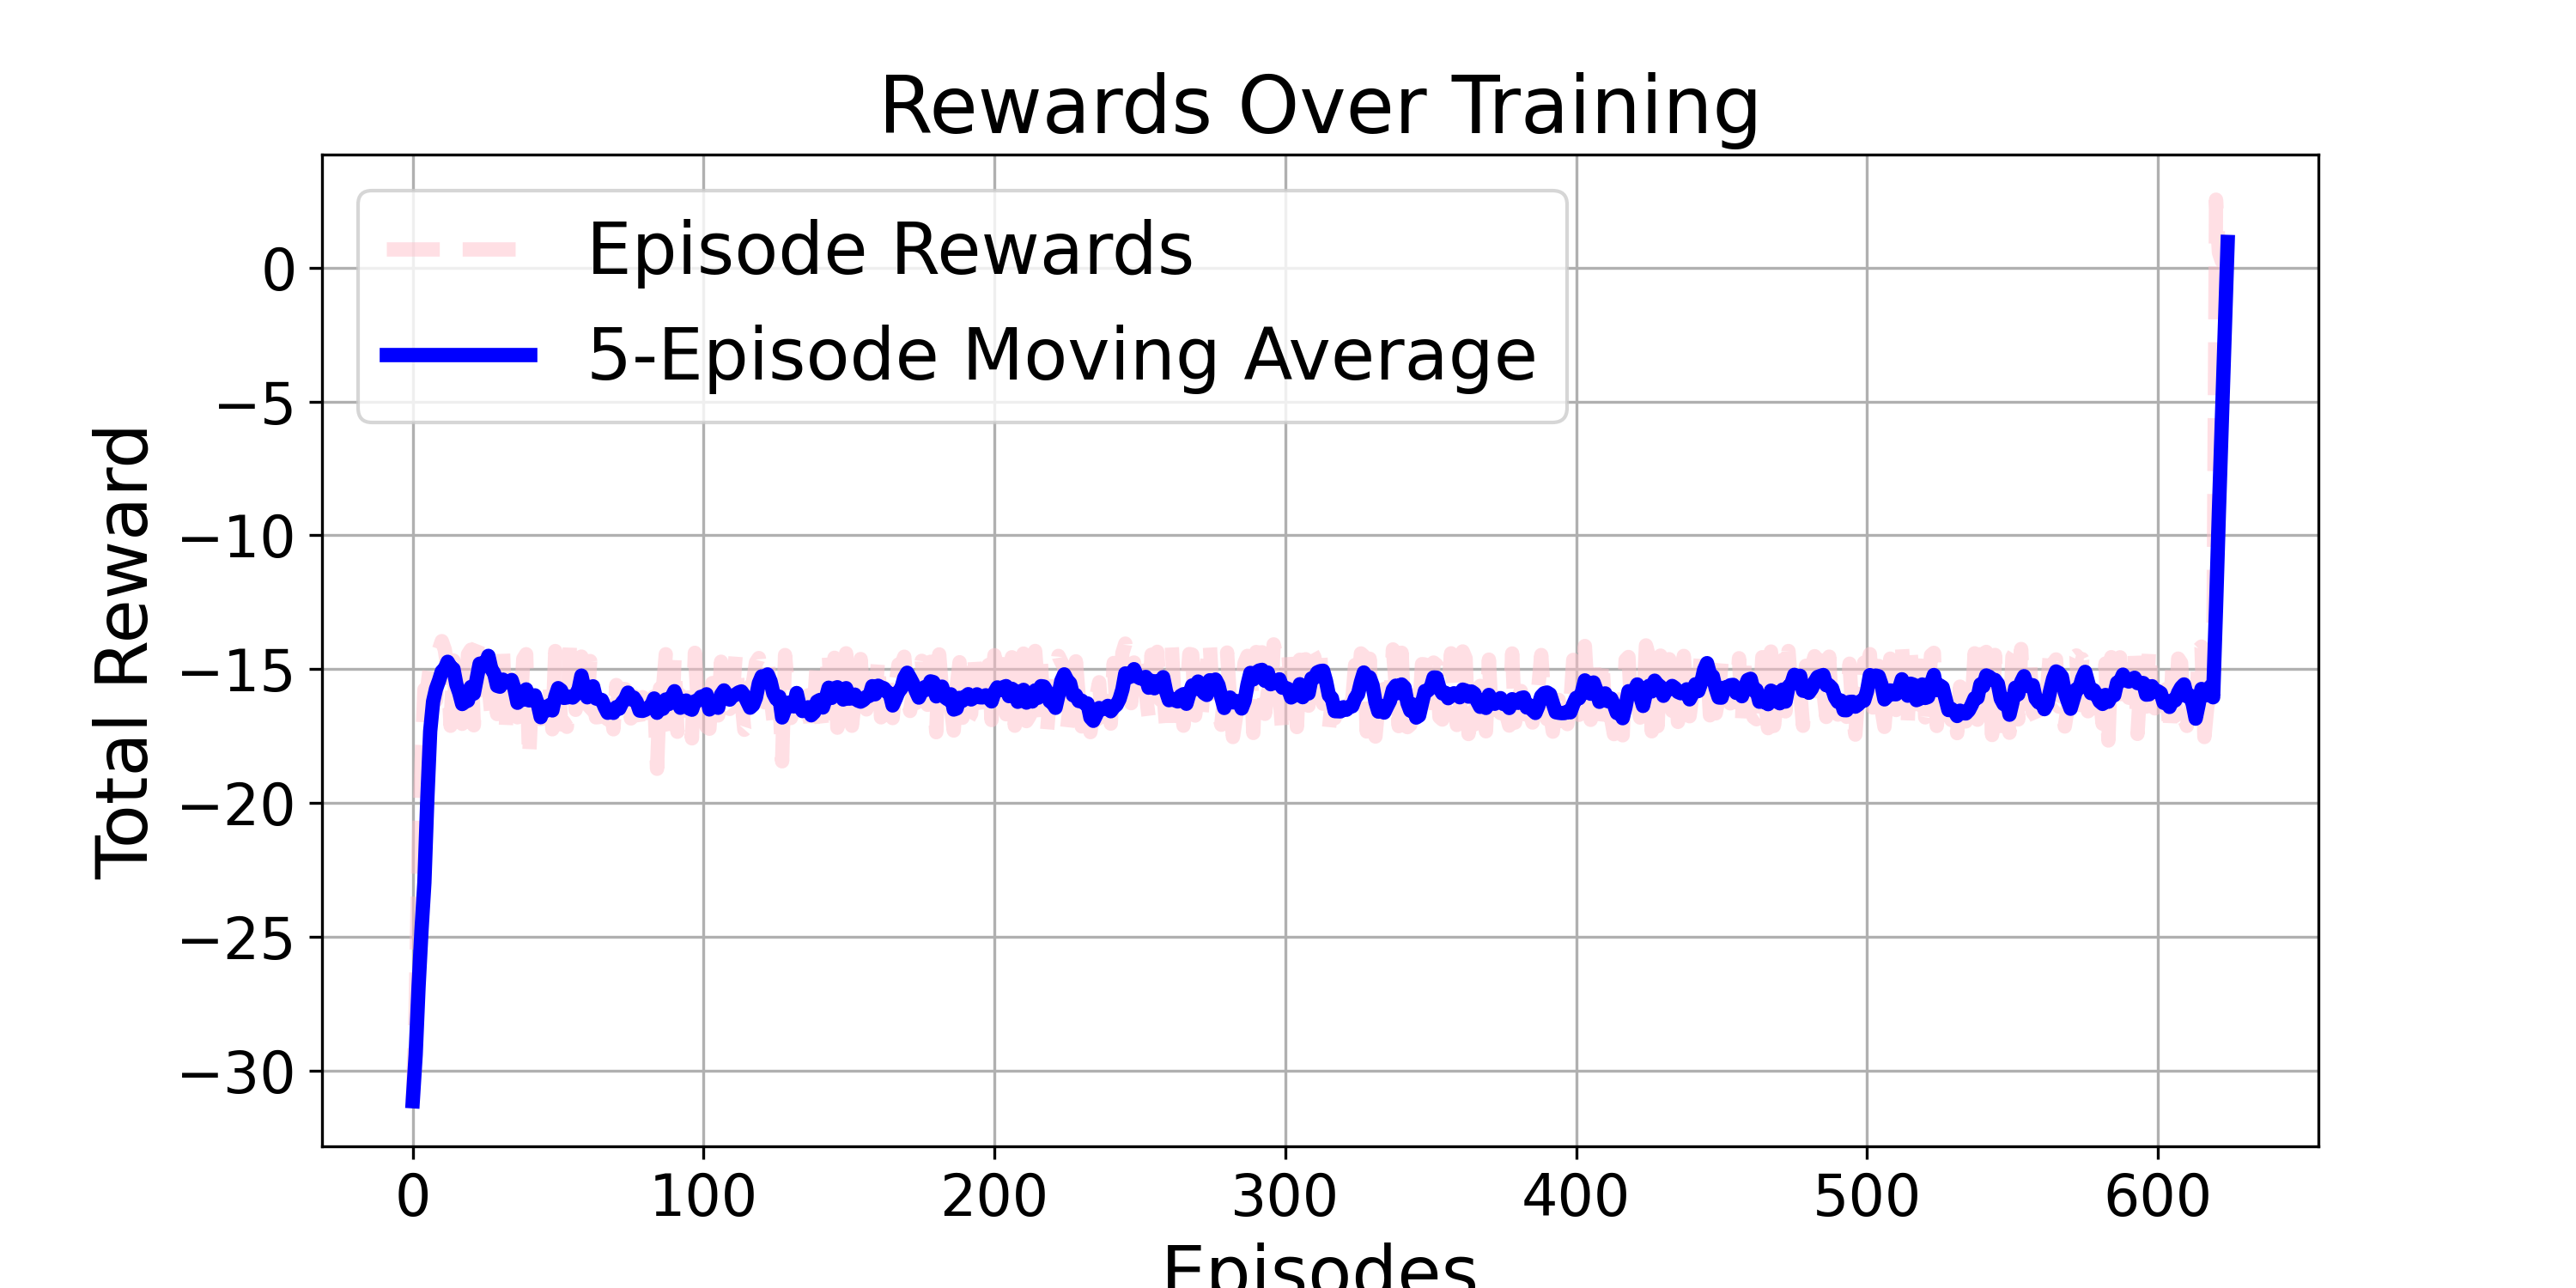 Rewards Over Training
Episode Rewards
5-Episode Moving Average
Total Reward
0
−5
−10
−15
−20
−25
−30
0 100 200 300 400 500 600
Episodes